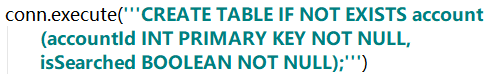 conn.execute('''CREATE TABLE IF NOT EXISTS account
(accountId INT PRIMARY KEY NOT NULL,
isSearched BOOLEAN NOT NULL);''')